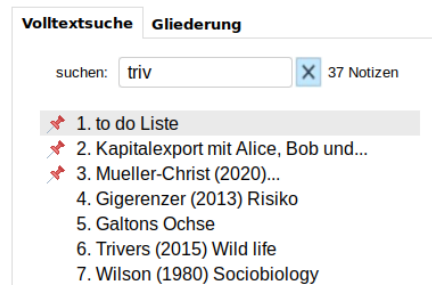 Volltextsuche Gliederung
suchen: triv X 37 Notizen
1. to do Liste
2. Kapitalexport mit Alice, Bob und...
3. Mueller-Christ (2020)...
4. Gigerenzer (2013) Risiko
5. Galtons Ochse
6. Trivers (2015) Wild life
7. Wilson (1980) Sociobiology